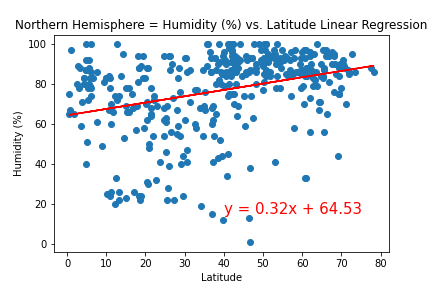 Northern Hemisphere = Humidity (%) vs. Latitude Linear Regression
100
80
60
40
20
0
Humidity (%)
y = 0.32x + 64.53
0 10 20 30 40 50 60 70 80
Latitude